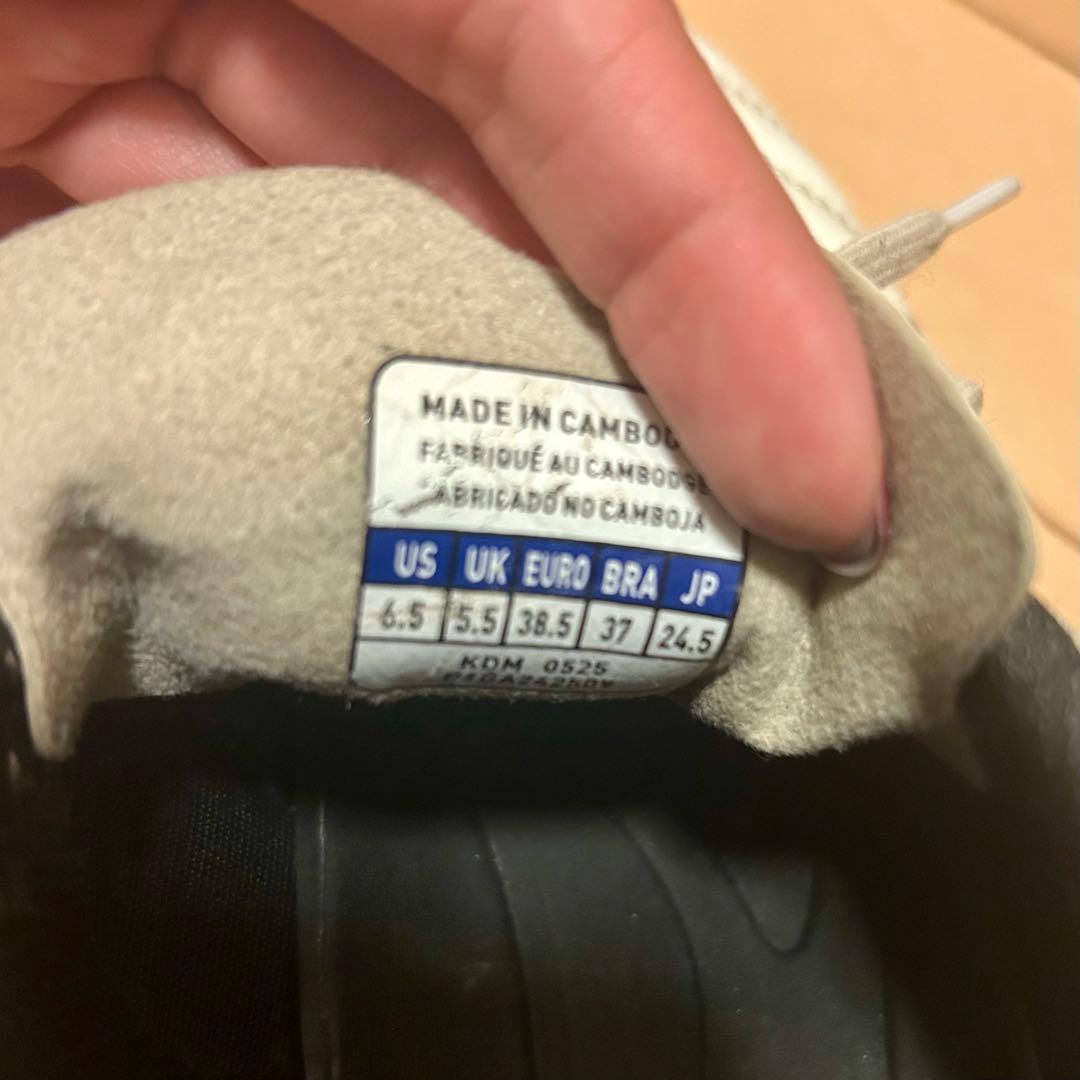 MADE IN CAMBOD
FABRIQUÉ AU CAMBODGE
FABRICADO NO CAMBOJA
US UK EURO BRA JP
6.5 5.5 38.5 37 24.5
KDM 0525